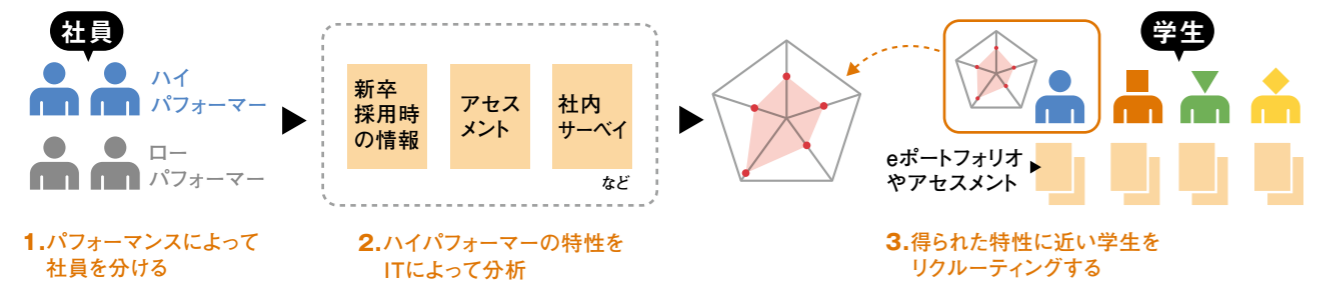 社員
ハイ
パフォーマー
ロー
パフォーマー
1.パフォーマンスによって
社員を分ける
新卒
採用時
の情報
アセス
メント
社内
サーベイ
など
2.ハイパフォーマーの特性を
ITによって分析
学生
eポートフォリオ
やアセスメント
3.得られた特性に近い学生を
リクルーティングする